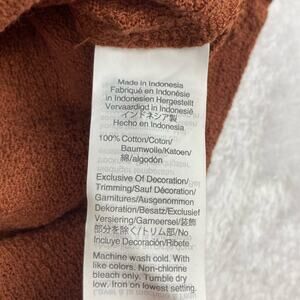 Made in Indonesia
Fabriqué en Indonésie
in Indonesien Hergestellt
Vervaardigd in Indonesië
インドネシア製
Hecho en Indonesia
100% Cotton/Coton/
Baumwolle/Katoen/
綿/algodón
Exclusive Of Decoration/
Trimming/Sauf Décoration/
Garnitures/Ausgenommen
Dekoration/Besatz/Exclusief
Versiering/Garneersel/装飾
部分を除く/トリム部/No
Incluye Decoración/Ribete
Machine wash cold. With
like colors. Non-chlorine
bleach only. Tumble dry
low. Iron on lowest setting.